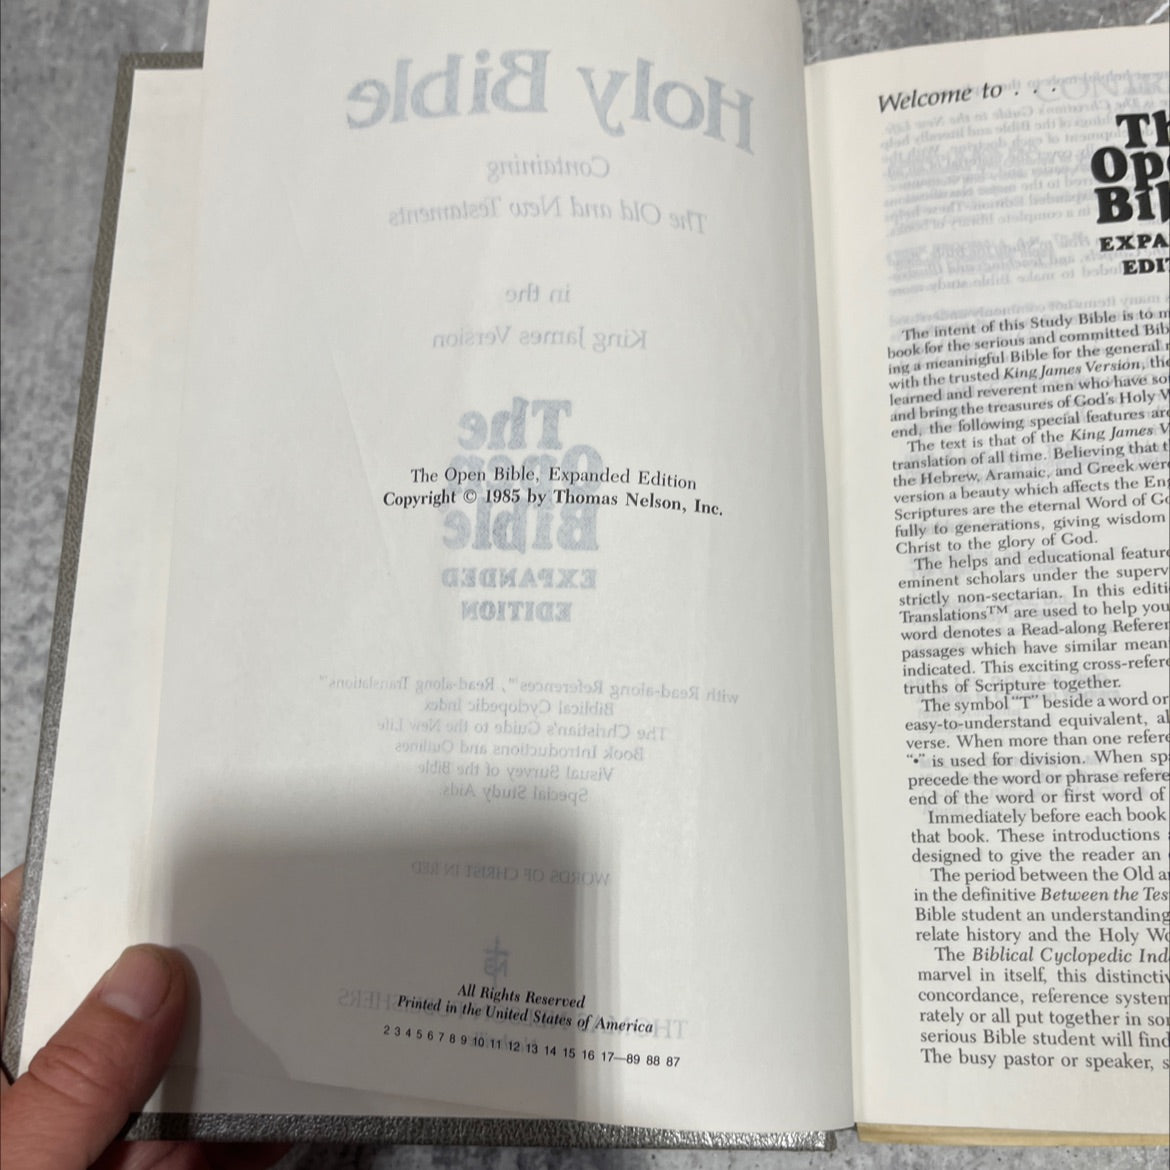 The Open Bible, Expanded Edition
Copyright © 1985 by Thomas Nelson, Inc.
All Rights Reserved
Printed in the United States of America
2 3 4 5 6 7 8 9 10 11 12 13 14 15 16 17—89 88 87
Welcome to . . .
Th
Ope
Bib
EXPA
EDIT
The intent of this Study Bible is to m
book for the serious and committed Bib
ing a meaningful Bible for the general r
with the trusted King James Version, the
learned and reverent men who have so
and bring the treasures of God's Holy W
end, the following special features are
The text is that of the King James V
translation of all time. Believing that t
the Hebrew, Aramaic, and Greek were
version a beauty which affects the Eng
Scriptures are the eternal Word of Go
fully to generations, giving wisdom
Christ to the glory of God.
The helps and educational feature
eminent scholars under the superv
strictly non-sectarian. In this editi
Translations™ are used to help you
word denotes a Read-along Referen
passages which have similar mean
indicated. This exciting cross-refere
truths of Scripture together.
The symbol "T" beside a word or
easy-to-understand equivalent, al
verse. When more than one refere
"•" is used for division. When sp
precede the word or phrase refere
end of the word or first word of
Immediately before each book
that book. These introductions
designed to give the reader an
The period between the Old a
in the definitive Between the Tes
Bible student an understanding
relate history and the Holy Wo
The Biblical Cyclopedic Ind
marvel in itself, this distinctiv
concordance, reference system
rately or all put together in so
serious Bible student will find
The busy pastor or speaker, s